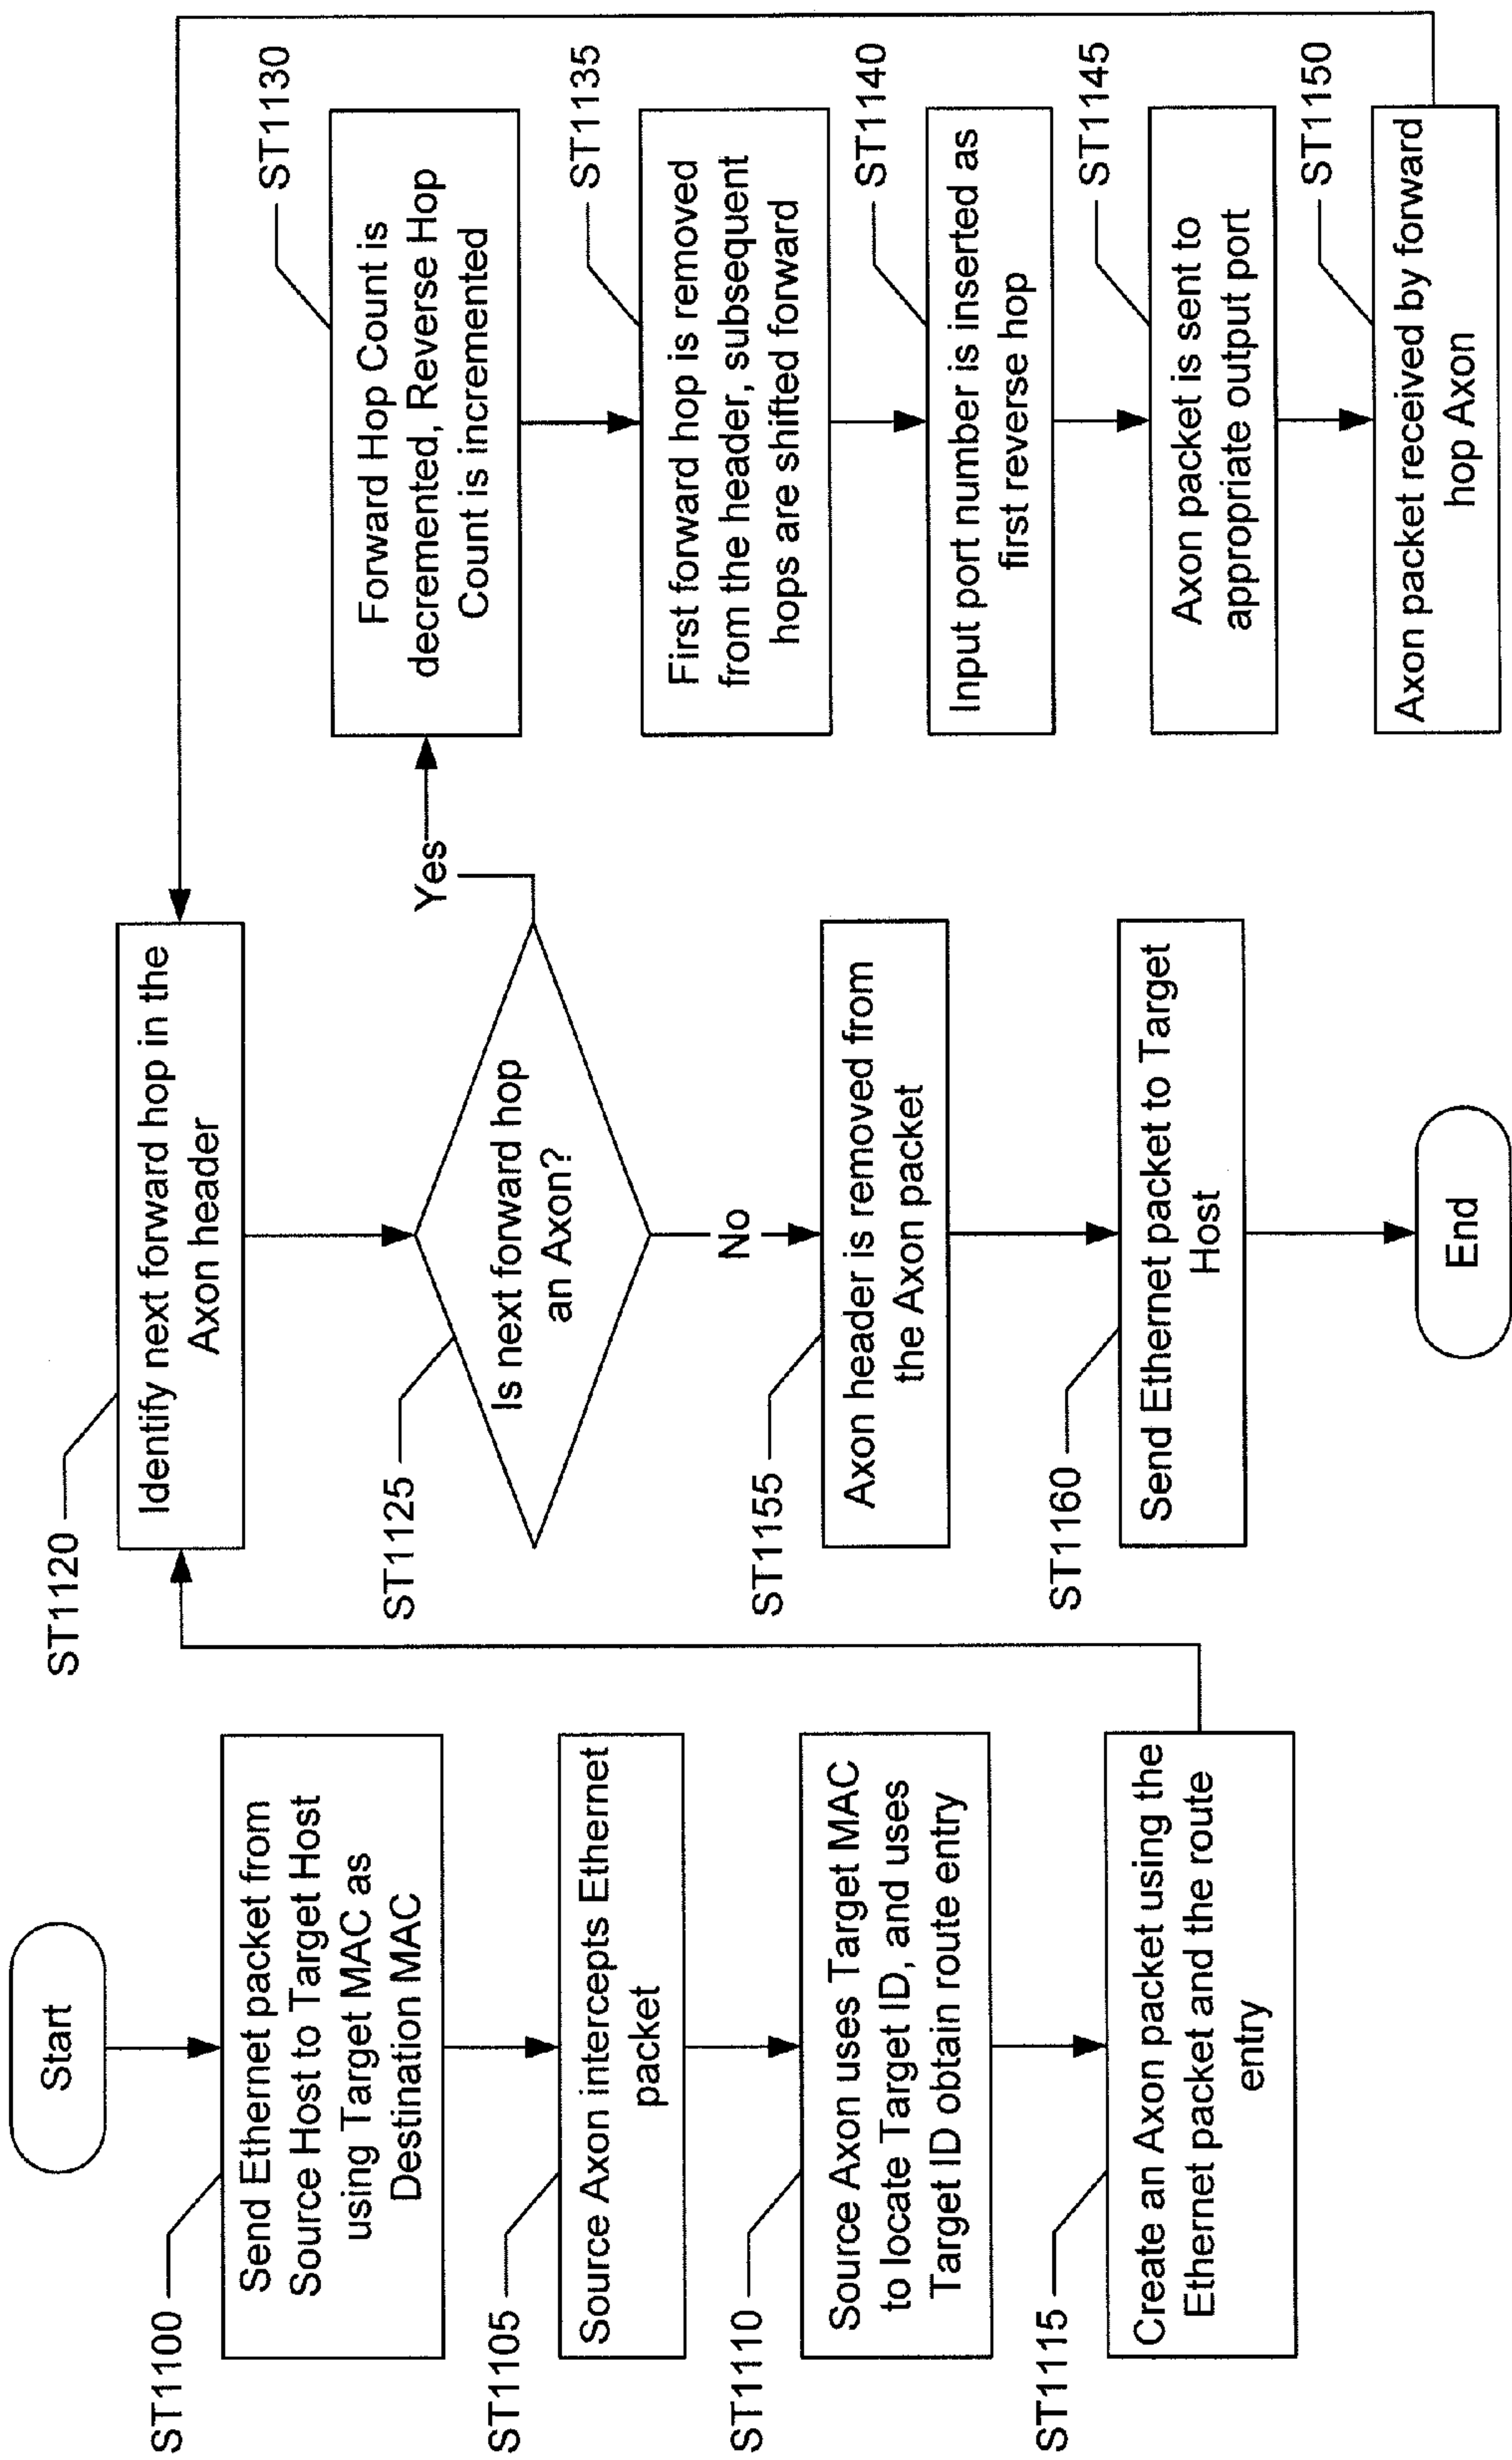 Start
ST1100
Send Ethernet packet from
Source Host to Target Host
using Target MAC as
Destination MAC
ST1105
Source Axon intercepts Ethernet
packet
ST1110
Source Axon uses Target MAC
to locate Target ID, and uses
Target ID obtain route entry
ST1115
Create an Axon packet using the
Ethernet packet and the route
entry
ST1120
Identify next forward hop in the
Axon header
ST1125
Is next forward hop
an Axon?
Yes
No
ST1155
Axon header is removed from
the Axon packet
ST1160
Send Ethernet packet to Target
Host
End
ST1130
Forward Hop Count is
decremented, Reverse Hop
Count is incremented
ST1135
First forward hop is removed
from the header, subsequent
hops are shifted forward
ST1140
Input port number is inserted as
first reverse hop
ST1145
Axon packet is sent to
appropriate output port
ST1150
Axon packet received by forward
hop Axon